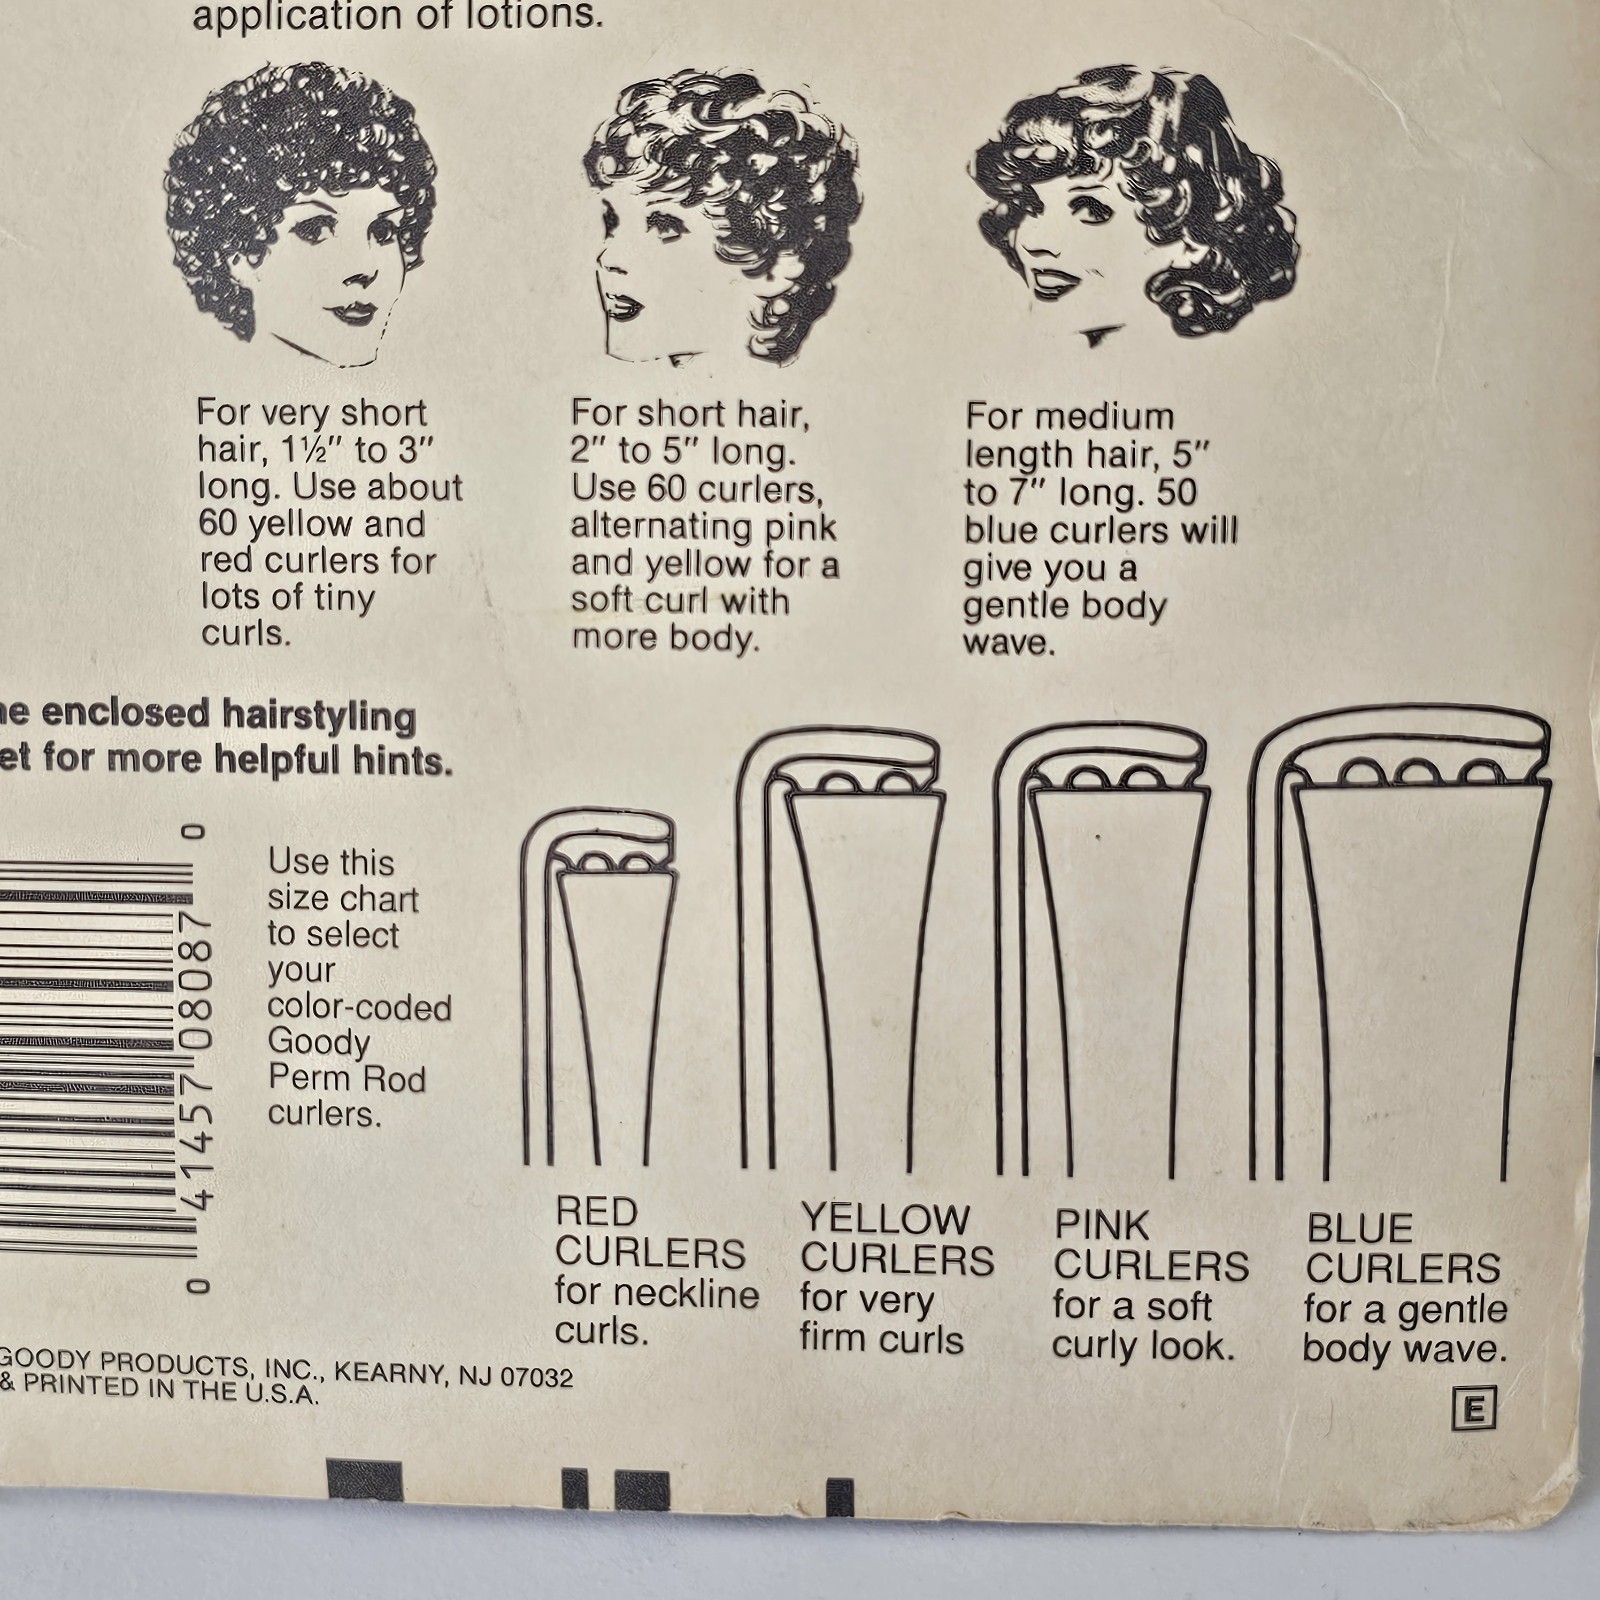 application of lotions.
For very short
hair, 1½" to 3"
long. Use about
60 yellow and
red curlers for
lots of tiny
curls.
For short hair,
2" to 5" long.
Use 60 curlers,
alternating pink
and yellow for a
soft curl with
more body.
For medium
length hair, 5"
to 7" long. 50
blue curlers will
give you a
gentle body
wave.
enclosed hairstyling
for more helpful hints.
0 41457 08087 0
Use this
size chart
to select
your
color-coded
Goody
Perm Rod
curlers.
RED
CURLERS
for neckline
curls.
YELLOW
CURLERS
for very
firm curls
PINK
CURLERS
for a soft
curly look.
BLUE
CURLERS
for a gentle
body wave.
GOODY PRODUCTS, INC., KEARNY, NJ 07032
& PRINTED IN THE U.S.A.
E